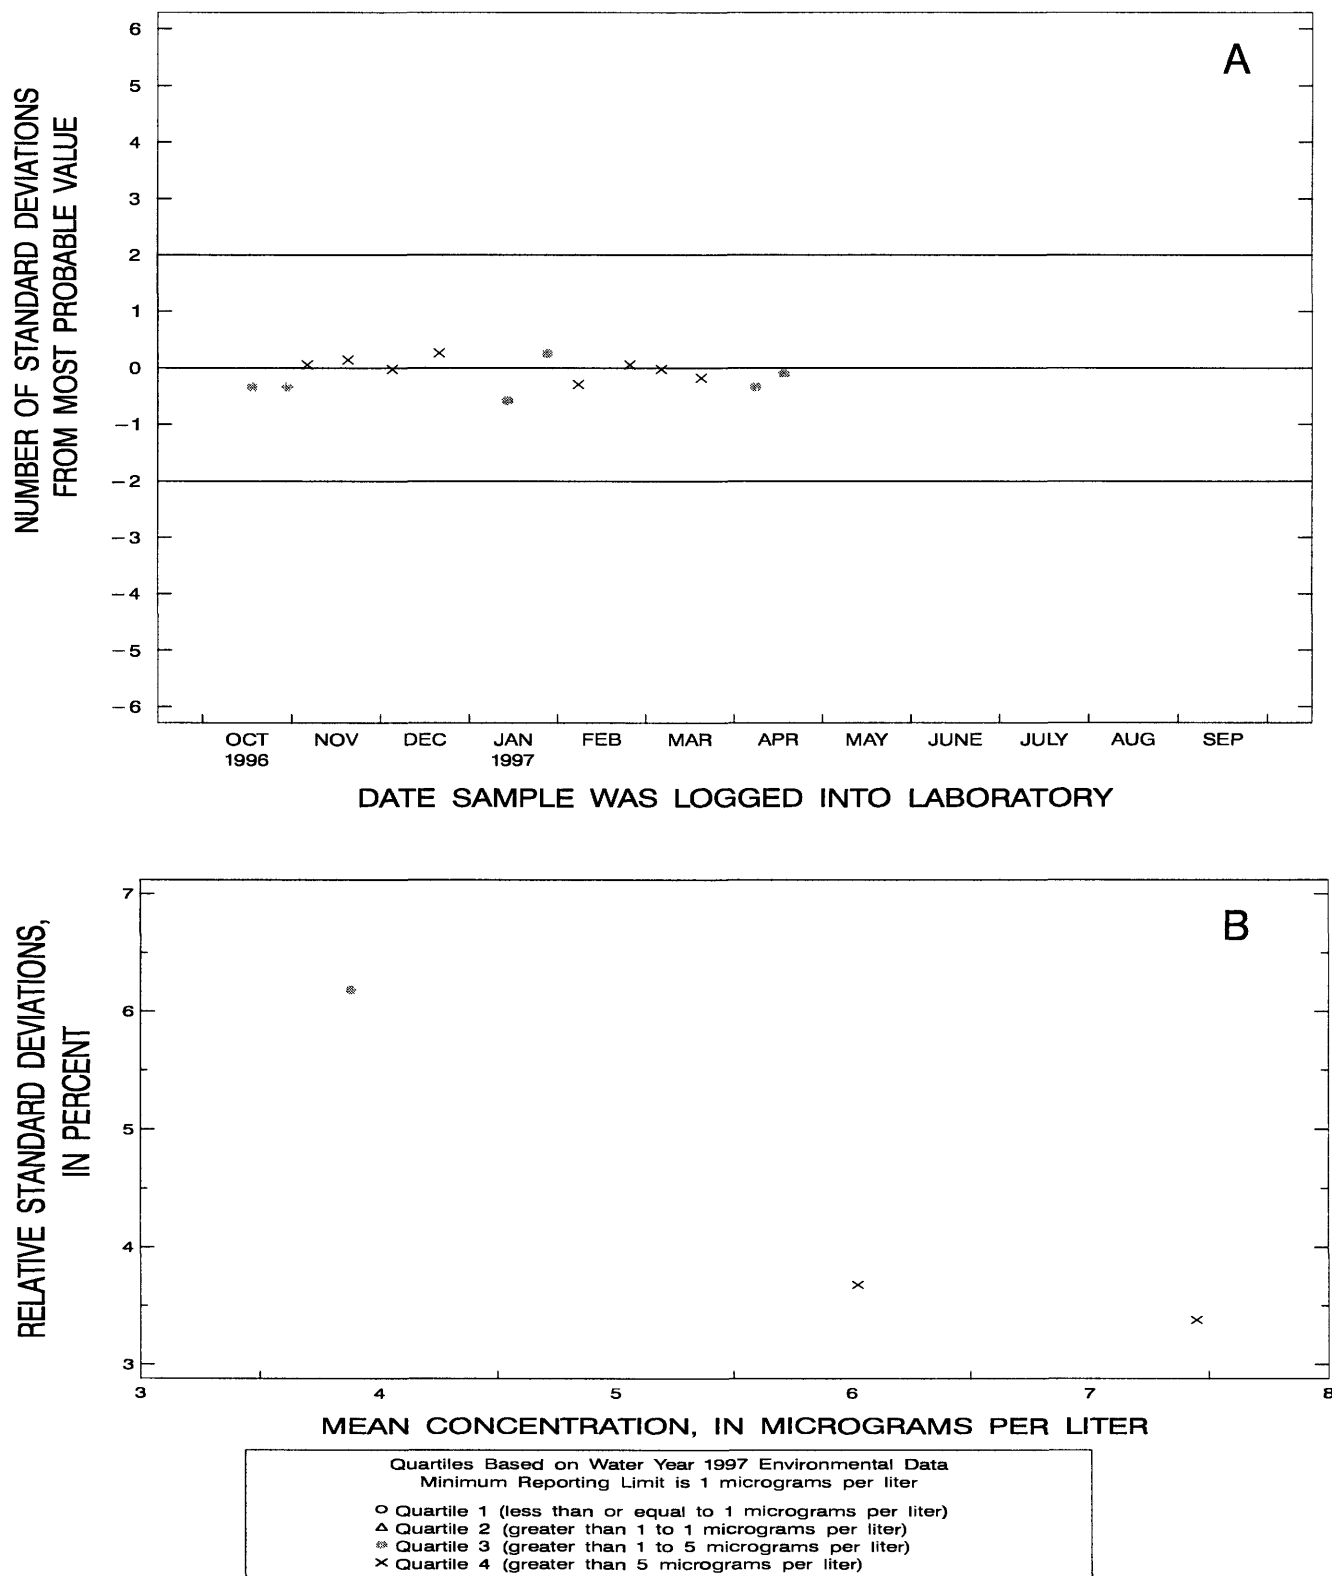 A
NUMBER OF STANDARD DEVIATIONS
FROM MOST PROBABLE VALUE
6
5
4
3
2
1
0
−1
−2
−3
−4
−5
−6
OCT NOV DEC JAN FEB MAR APR MAY JUNE JULY AUG SEP
1996 1997
DATE SAMPLE WAS LOGGED INTO LABORATORY
B
RELATIVE STANDARD DEVIATIONS,
IN PERCENT
7
6
5
4
3
3 4 5 6 7 8
MEAN CONCENTRATION, IN MICROGRAMS PER LITER
Quartiles Based on Water Year 1997 Environmental Data
Minimum Reporting Limit is 1 micrograms per liter
Quartile 1 (less than or equal to 1 micrograms per liter)
Quartile 2 (greater than 1 to 1 micrograms per liter)
Quartile 3 (greater than 1 to 5 micrograms per liter)
Quartile 4 (greater than 5 micrograms per liter)